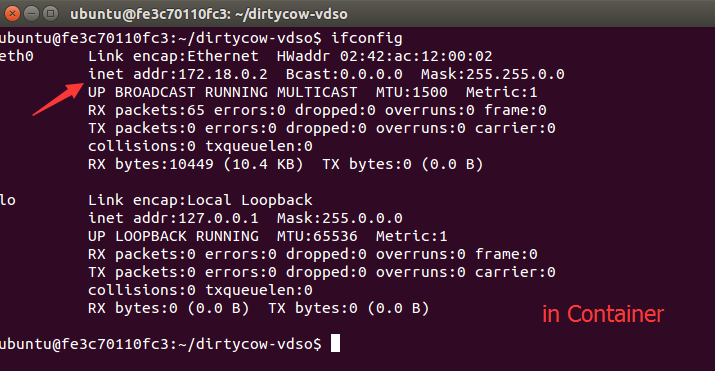 ubuntu@fe3c70110fc3: ~/dirtycow-vdso
ubuntu@fe3c70110fc3:~/dirtycow-vdso$ ifconfig
eth0      Link encap:Ethernet  HWaddr 02:42:ac:12:00:02
          inet addr:172.18.0.2  Bcast:0.0.0.0  Mask:255.255.0.0
          UP BROADCAST RUNNING MULTICAST  MTU:1500  Metric:1
          RX packets:65 errors:0 dropped:0 overruns:0 frame:0
          TX packets:0 errors:0 dropped:0 overruns:0 carrier:0
          collisions:0 txqueuelen:0
          RX bytes:10449 (10.4 KB)  TX bytes:0 (0.0 B)
lo        Link encap:Local Loopback
          inet addr:127.0.0.1  Mask:255.0.0.0
          UP LOOPBACK RUNNING  MTU:65536  Metric:1
          RX packets:0 errors:0 dropped:0 overruns:0 frame:0
          TX packets:0 errors:0 dropped:0 overruns:0 carrier:0
          collisions:0 txqueuelen:0
          RX bytes:0 (0.0 B)  TX bytes:0 (0.0 B)
in Container
ubuntu@fe3c70110fc3:~/dirtycow-vdso$